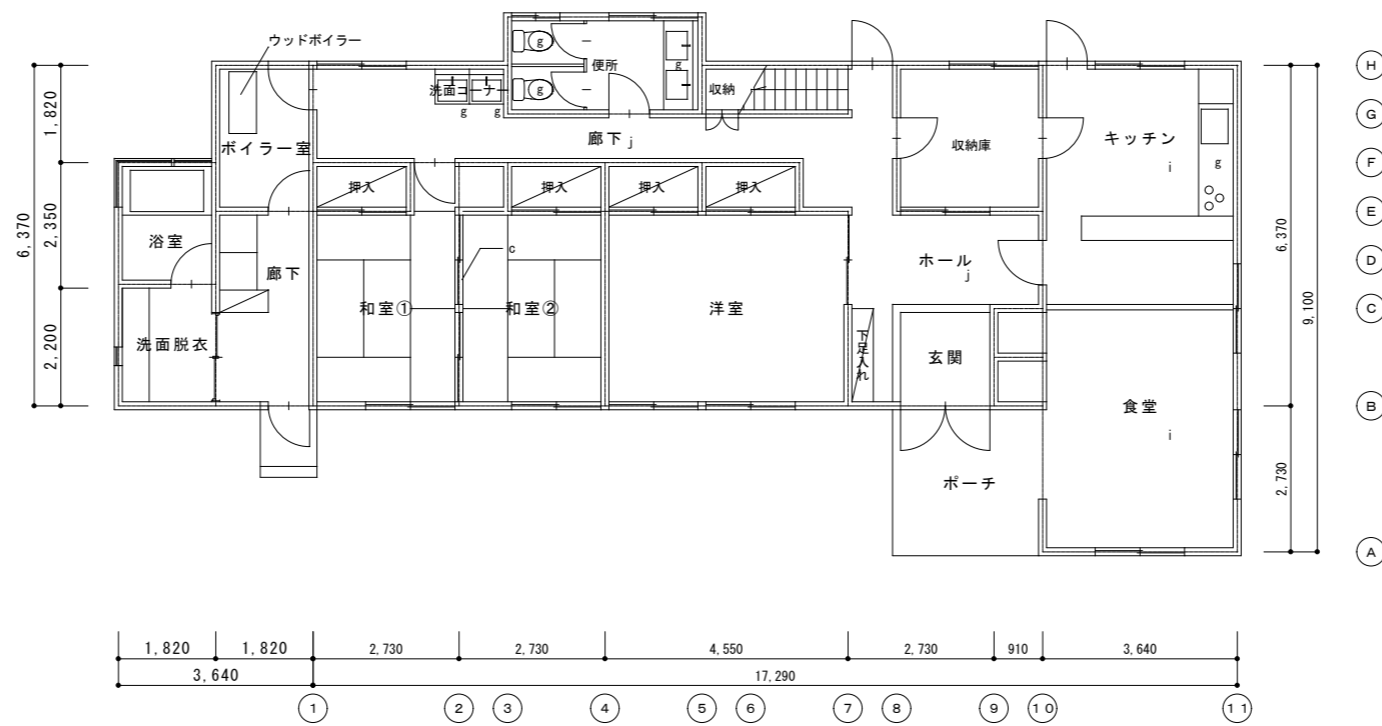 ウッドボイラー
g
便所
g
H
洗面コーナー
g
収納
1,820
g
g
g
G
ボイラー室
廊下 j
収納庫
キッチン
i
g
F
押入
押入
押入
押入
6,370
2,350
E
浴室
6,370
廊下
c
ホール
j
D
9,100
和室①
和室②
洋室
C
2,200
洗面脱衣
下足入れ
玄関
食堂
i
B
ポーチ
2,730
A
1,820
1,820
2,730
2,730
4,550
2,730
910
3,640
3,640
17,290
1
2
3
4
5
6
7
8
9
10
11